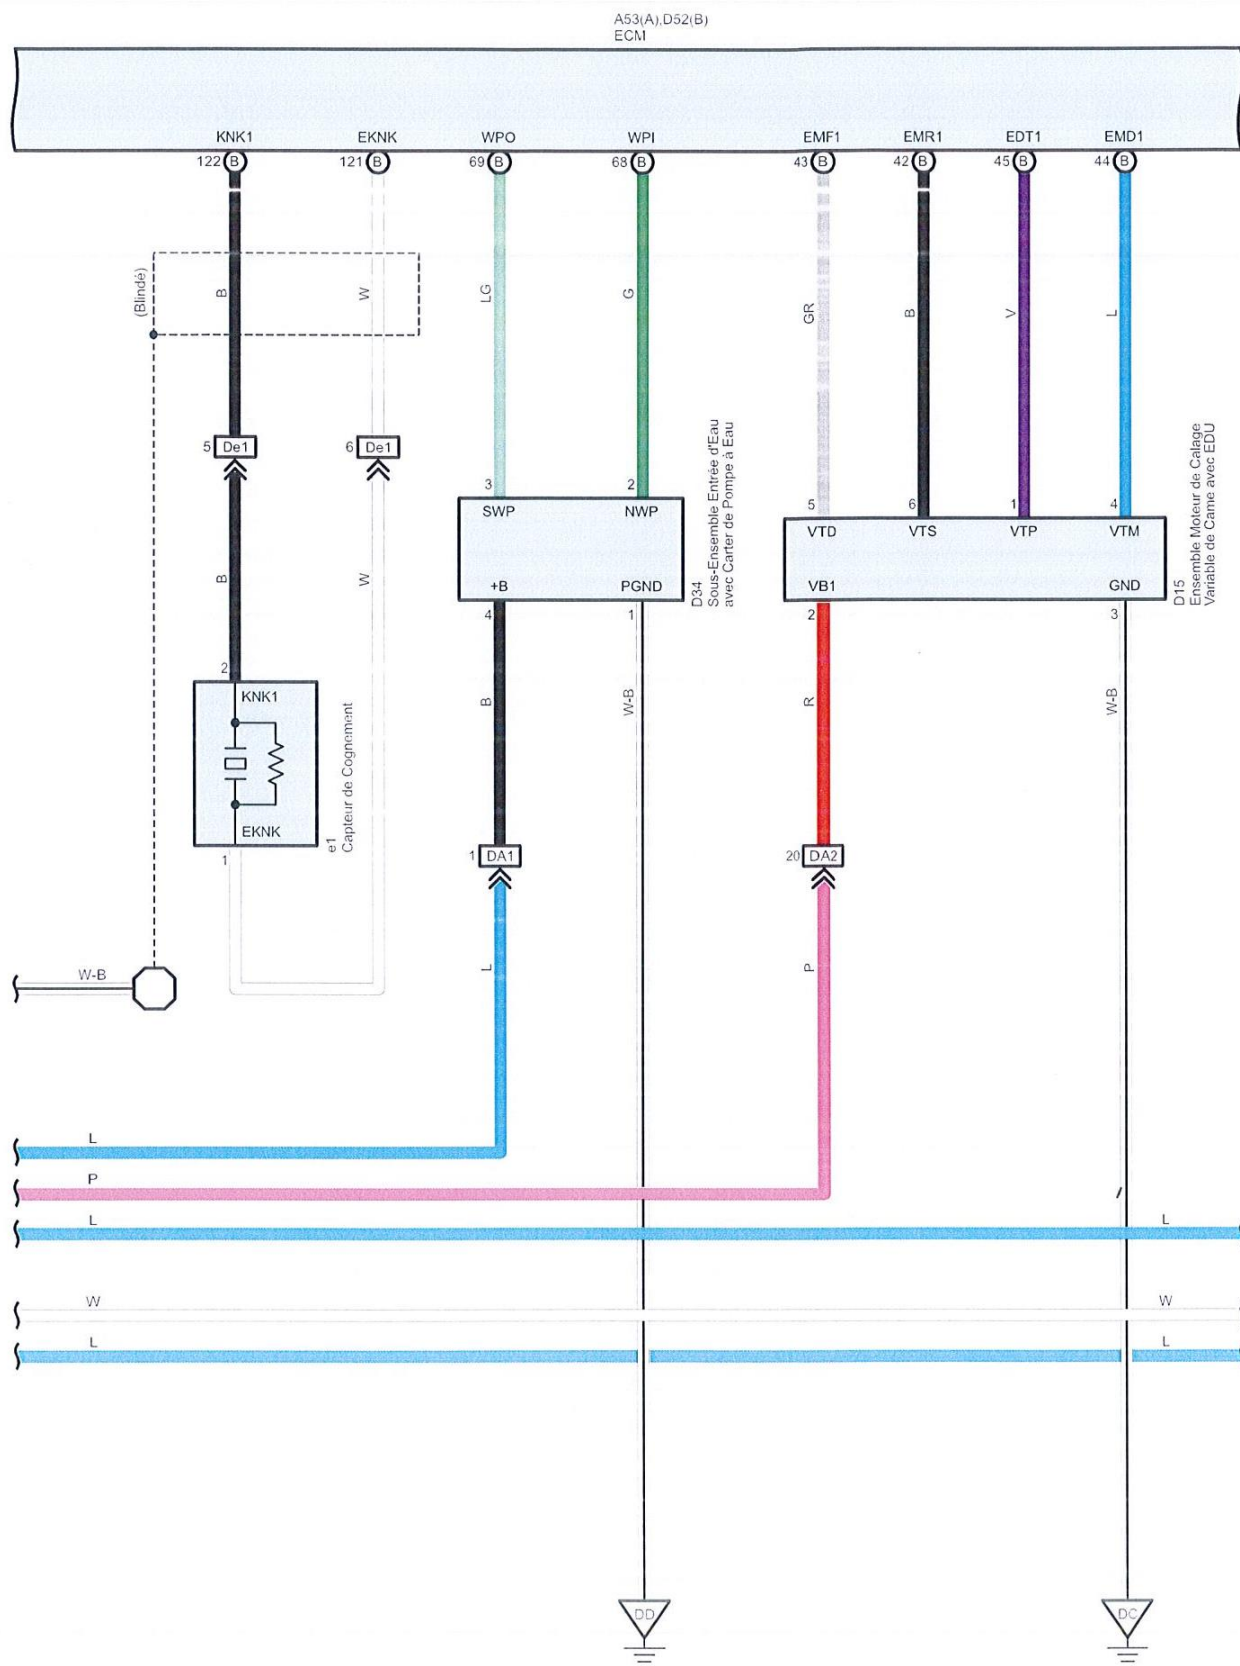 A53(A),D52(B)
ECM
KNK1 EKNK WPO WPI EMF1 EMR1 EDT1 EMD1
122 B 121 B 69 B 68 B 43 B 42 B 45 B 44 B
(Blindé)
B W LG G GR B V L
5 De1 6 De1
3 2 5 6 1 4
SWP NWP
VTD VTS VTP VTM
+B PGND
VB1 GND
D34
Sous-Ensemble Entrée d'Eau
avec Carter de Pompe à Eau
D15
Ensemble Moteur de Calage
Variable de Came avec EDU
B W
4 1 2 3
2
KNK1
B W-B R W-B
EKNK
1
e1
Capteur de Cognement
1 DA1 20 DA2
W-B
L P
L
P
L L
W W
L L
DD DC